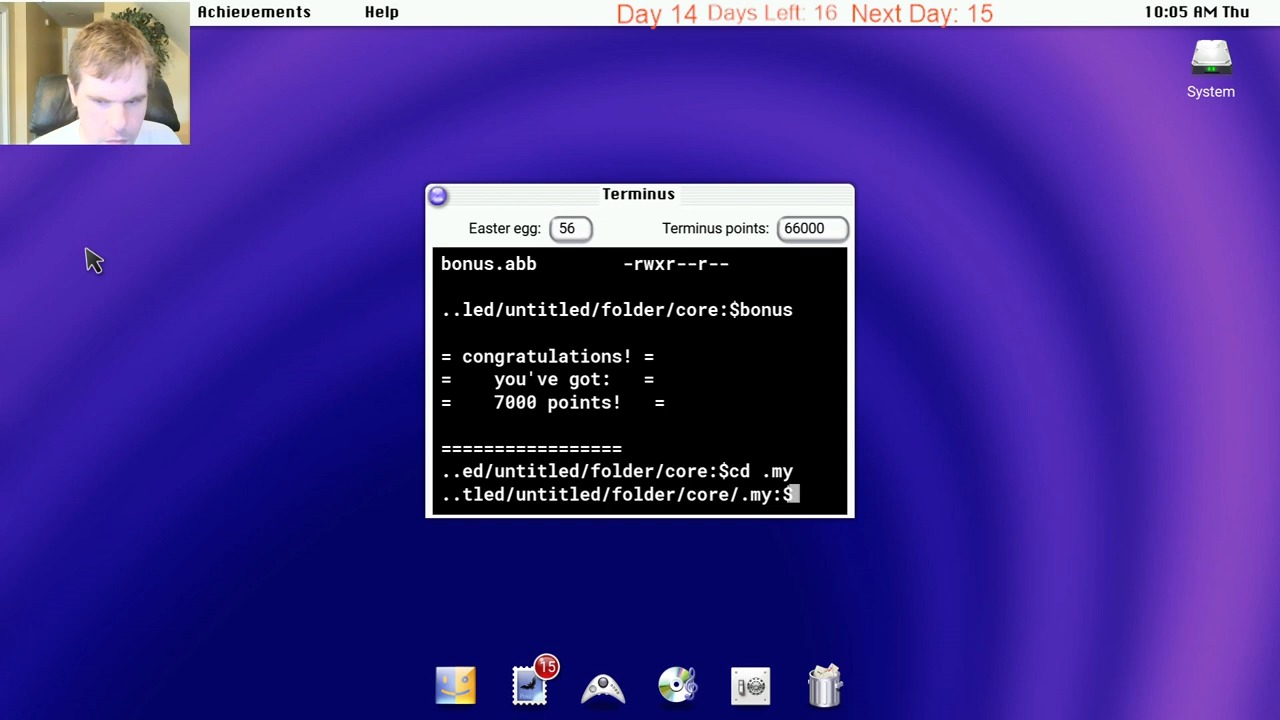 Achievements Help Day 14 Days Left: 16 Next Day: 15 10:05 AM Thu
System
Terminus
Easter egg: 56 Terminus points: 66000
bonus.abb -rwxr--r--
..led/untitled/folder/core:$bonus
= congratulations! =
= you've got: =
= 7000 points! =
=================
..ed/untitled/folder/core:$cd .my
..tled/untitled/folder/core/.my:$
15